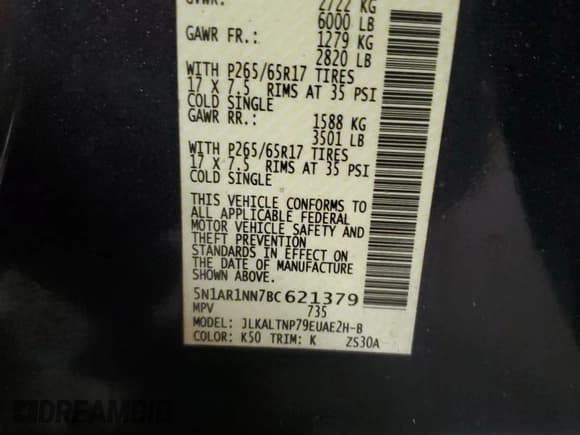 GVWR: 2722 KG
6000 LB
GAWR FR.: 1279 KG
2820 LB
WITH P265/65R17 TIRES
17 X 7.5 RIMS AT 35 PSI
COLD SINGLE
GAWR RR.: 1588 KG
3501 LB
WITH P265/65R17 TIRES
17 X 7.5 RIMS AT 35 PSI
COLD SINGLE
THIS VEHICLE CONFORMS TO
ALL APPLICABLE FEDERAL
MOTOR VEHICLE SAFETY AND
THEFT PREVENTION
STANDARDS IN EFFECT ON
THE DATE OF MANUFACTURE
SHOWN ABOVE.
5N1AR1NN7BC621379
MPV 735
MODEL: JLKALTNP79EUAE2H-B
COLOR: K50 TRIM: K ZS30A
DREAMBID